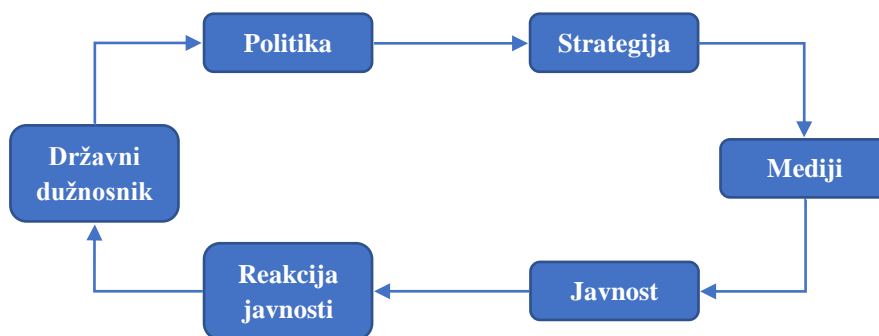 Politika
Strategija
Državni
dužnosnik
Mediji
Reakcija
javnosti
Javnost